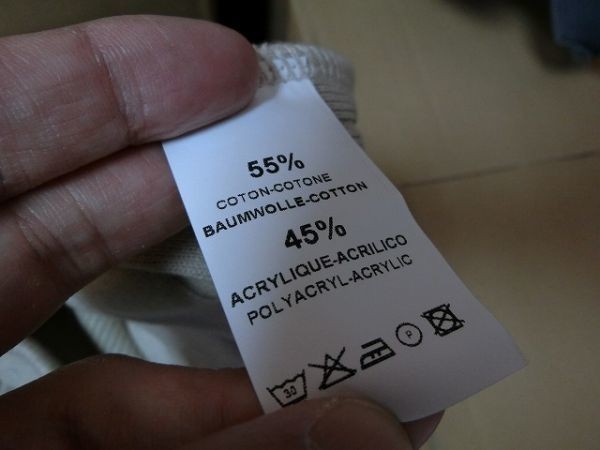 55%
COTON-COTONE
BAUMWOLLE-COTTON
45%
ACRYLIQUE-ACRILICO
POLYACRYL-ACRYLIC
30
P